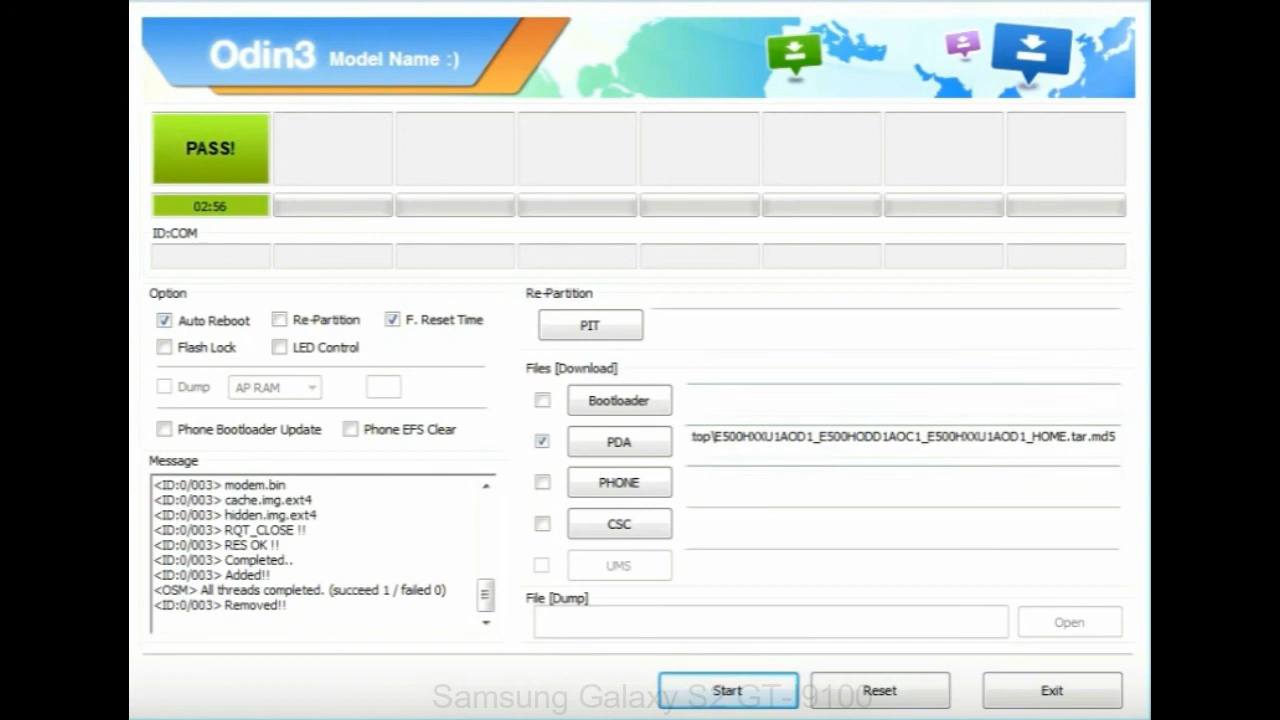 Odin3 Model Name :)
PASS!
02:56
ID:COM
Option
Auto Reboot Re-Partition F. Reset Time
Flash Lock LED Control
Dump AP RAM
Phone Bootloader Update Phone EFS Clear
Message
<ID:0/003> modem.bin
<ID:0/003> cache.img.ext4
<ID:0/003> hidden.img.ext4
<ID:0/003> RQT_CLOSE !!
<ID:0/003> RES OK !!
<ID:0/003> Completed..
<ID:0/003> Added!!
<OSM> All threads completed. (succeed 1 / failed 0)
<ID:0/003> Removed!!
Re-Partition
PIT
Files [Download]
Bootloader
PDA top\E500HXXU1AOD1_E500HODD1AOC1_E500HXXU1AOD1_HOME.tar.md5
PHONE
CSC
UMS
File [Dump]
Open
Start Reset Exit
Samsung Galaxy S2 GT-I9100